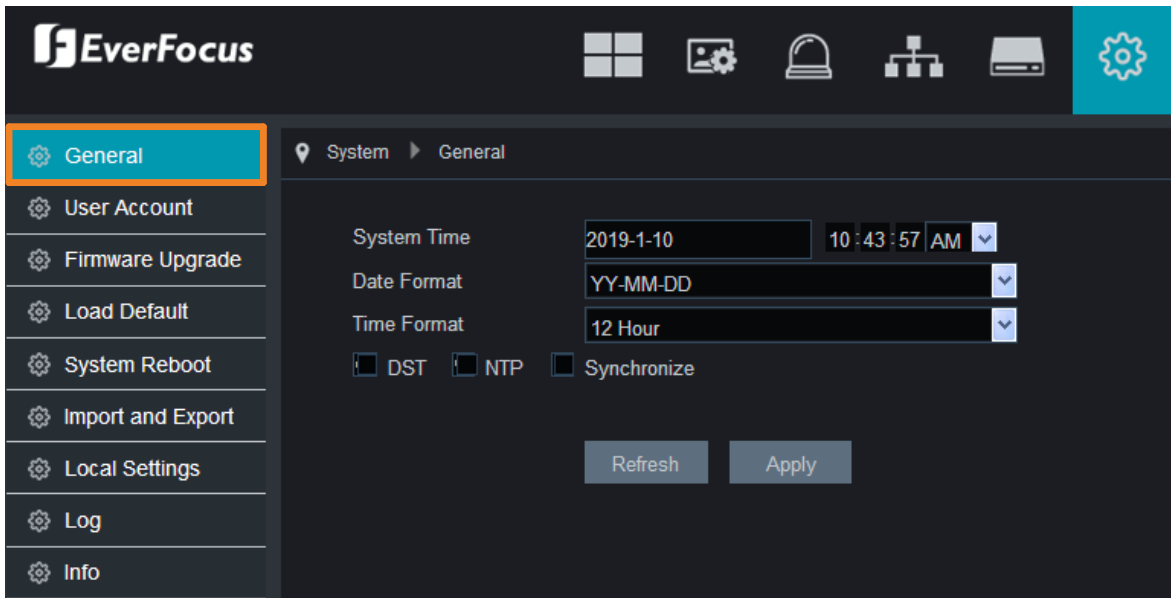 EverFocus
General
User Account
Firmware Upgrade
Load Default
System Reboot
Import and Export
Local Settings
Log
Info
System General
System Time 2019-1-10 10:43:57 AM
Date Format YY-MM-DD
Time Format 12 Hour
DST NTP Synchronize
Refresh Apply